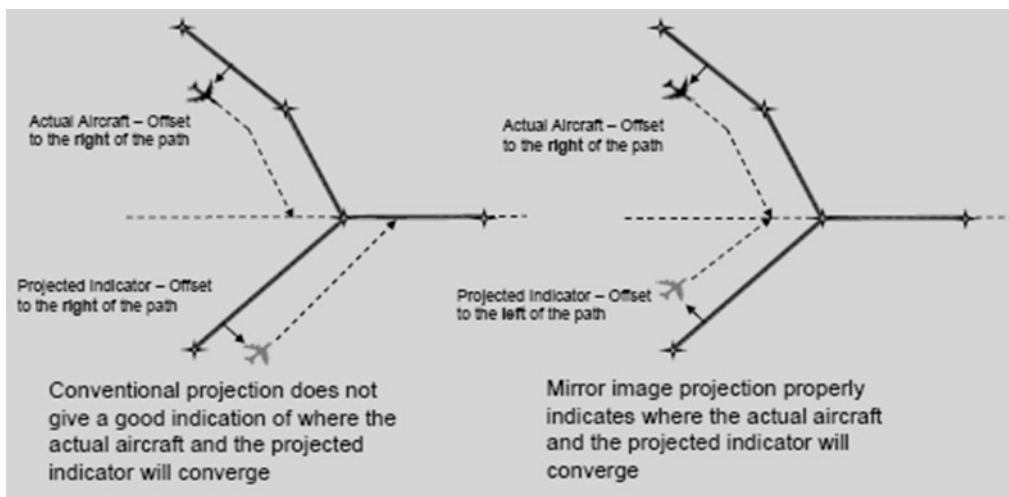 Actual Aircraft – Offset
to the right of the path
Projected Indicator – Offset
to the right of the path
Conventional projection does not
give a good indication of where the
actual aircraft and the projected
indicator will converge
Actual Aircraft – Offset
to the right of the path
Projected Indicator – Offset
to the left of the path
Mirror image projection properly
indicates where the actual aircraft
and the projected indicator will
converge